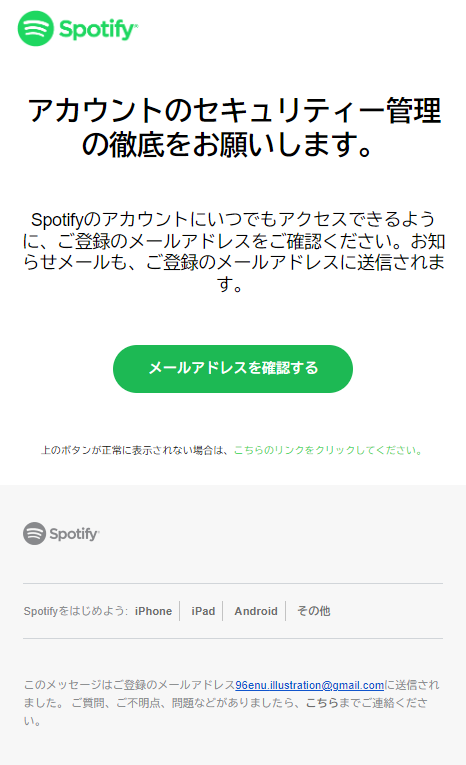 Spotify
アカウントのセキュリティー管理
の徹底をお願いします。
Spotifyのアカウントにいつでもアクセスできるよう
に、ご登録のメールアドレスをご確認ください。お知
らせメールも、ご登録のメールアドレスに送信されま
す。
メールアドレスを確認する
上のボタンが正常に表示されない場合は、こちらのリンクをクリックしてください。
Spotify
Spotifyをはじめよう: iPhone iPad Android その他
このメッセージはご登録のメールアドレス96enu.illustration@gmail.comに送信され
ました。 ご質問、ご不明点、問題などがありましたら、こちらまでご連絡くださ
い。